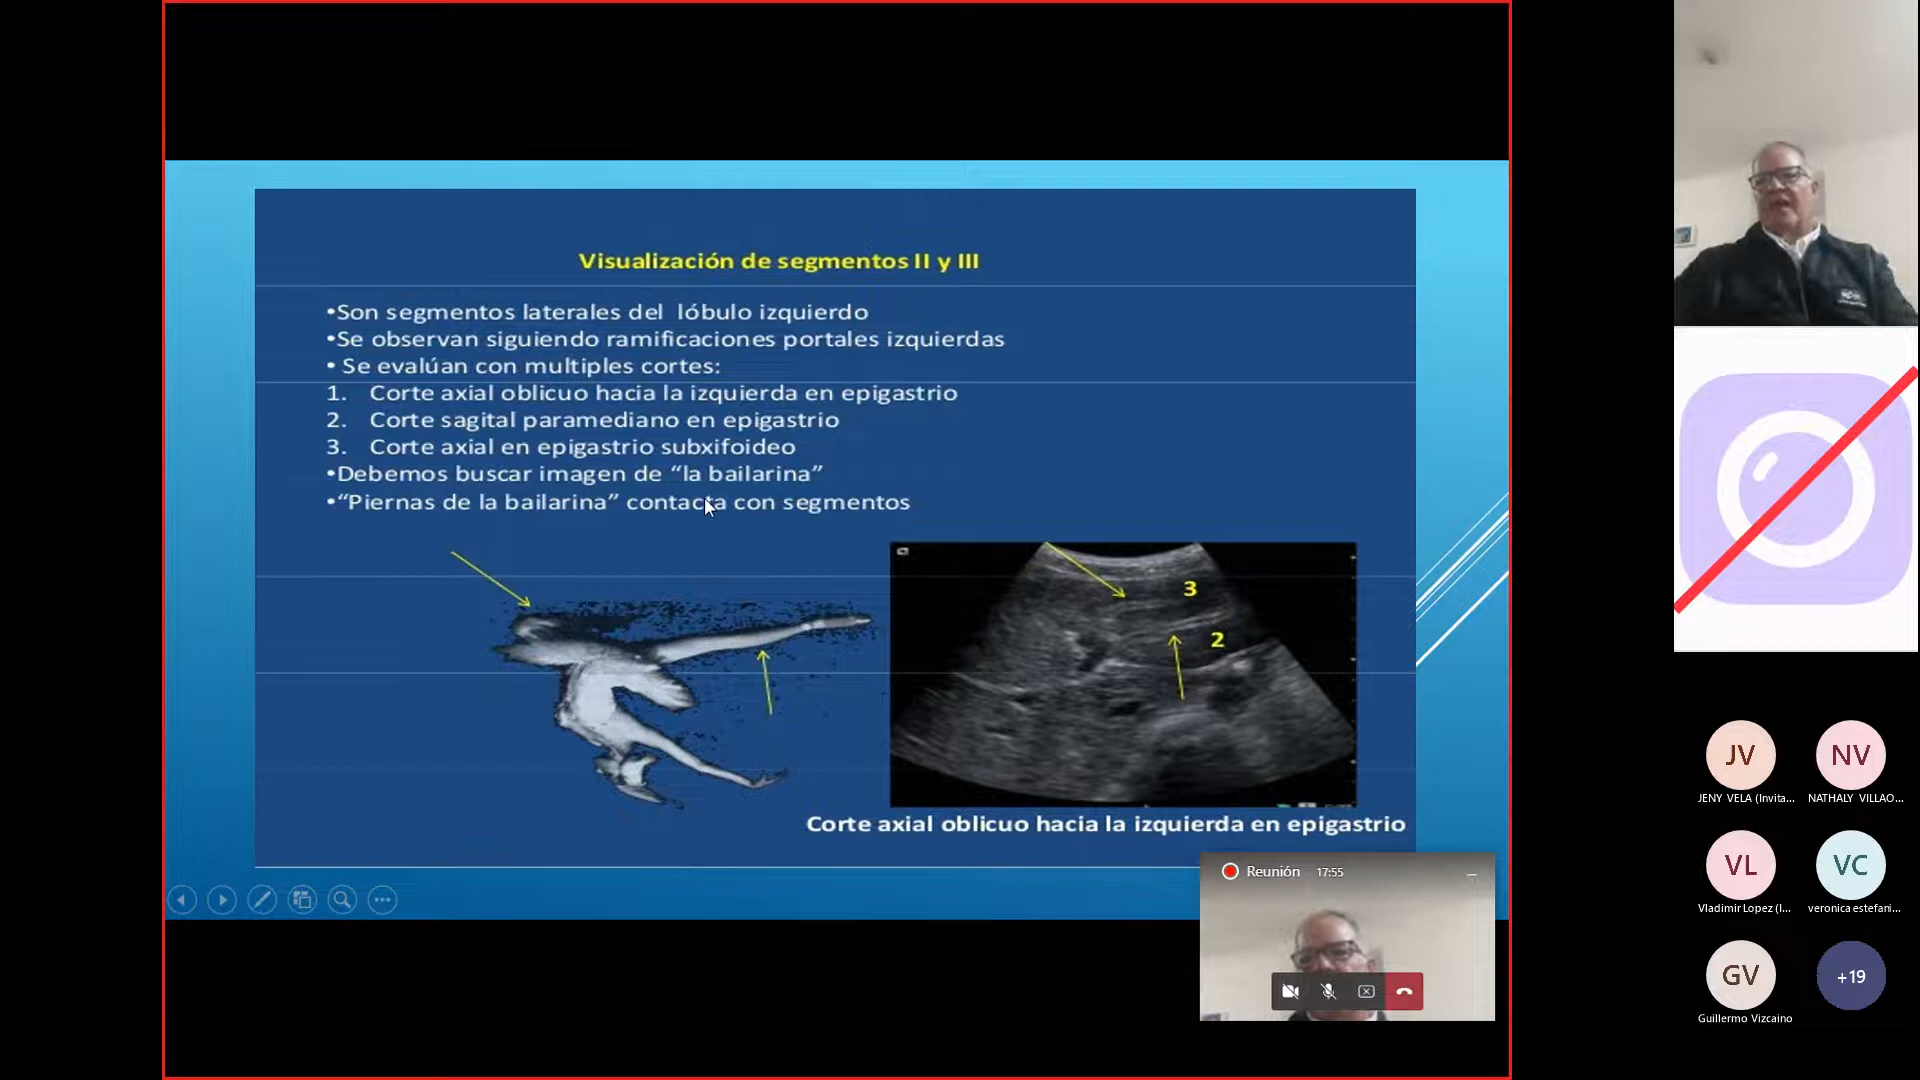 Visualización de segmentos II y III
•Son segmentos laterales del lóbulo izquierdo
•Se observan siguiendo ramificaciones portales izquierdas
• Se evalúan con multiples cortes:
1. Corte axial oblicuo hacia la izquierda en epigastrio
2. Corte sagital paramediano en epigastrio
3. Corte axial en epigastrio subxifoideo
•Debemos buscar imagen de “la bailarina”
•“Piernas de la bailarina” contacta con segmentos
3
2
Corte axial oblicuo hacia la izquierda en epigastrio
Reunión 17:55
JV
NV
JENY VELA (Invita...
NATHALY VILLAO...
VL
VC
Vladimir Lopez (I...
veronica estefani...
GV
+19
Guillermo Vizcaino